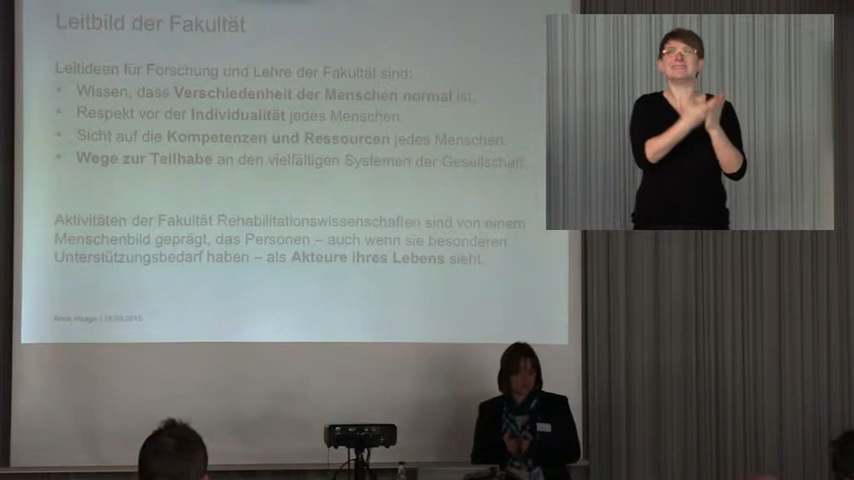 Leitbild der Fakultät
Leitideen für Forschung und Lehre der Fakultät sind:
• Wissen, dass Verschiedenheit der Menschen normal ist.
• Respekt vor der Individualität jedes Menschen.
• Sicht auf die Kompetenzen und Ressourcen jedes Menschen.
• Wege zur Teilhabe an den vielfältigen Systemen der Gesellschaft.
Aktivitäten der Fakultät Rehabilitationswissenschaften sind von einem
Menschenbild geprägt, das Personen – auch wenn sie besonderen
Unterstützungsbedarf haben – als Akteure ihres Lebens sieht.